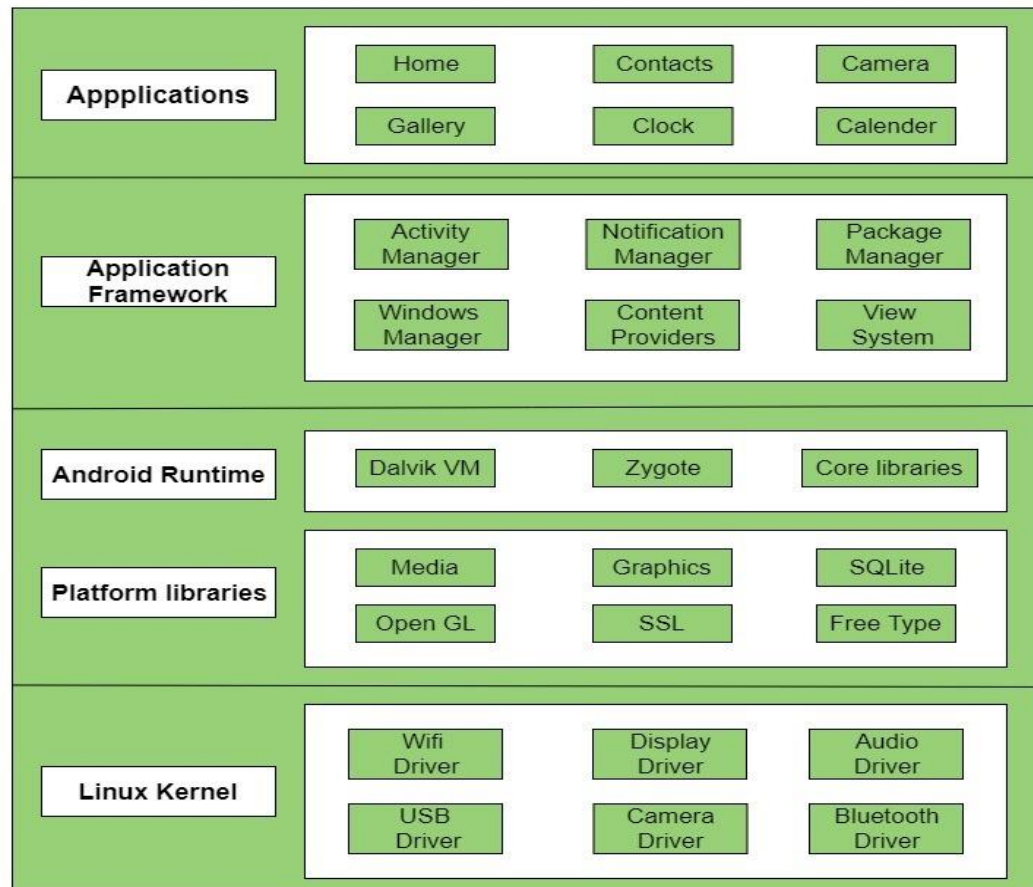 Appplications
Home
Contacts
Camera
Gallery
Clock
Calender
Application
Framework
Activity
Manager
Notification
Manager
Package
Manager
Windows
Manager
Content
Providers
View
System
Android Runtime
Dalvik VM
Zygote
Core libraries
Platform libraries
Media
Graphics
SQLite
Open GL
SSL
Free Type
Linux Kernel
Wifi
Driver
Display
Driver
Audio
Driver
USB
Driver
Camera
Driver
Bluetooth
Driver